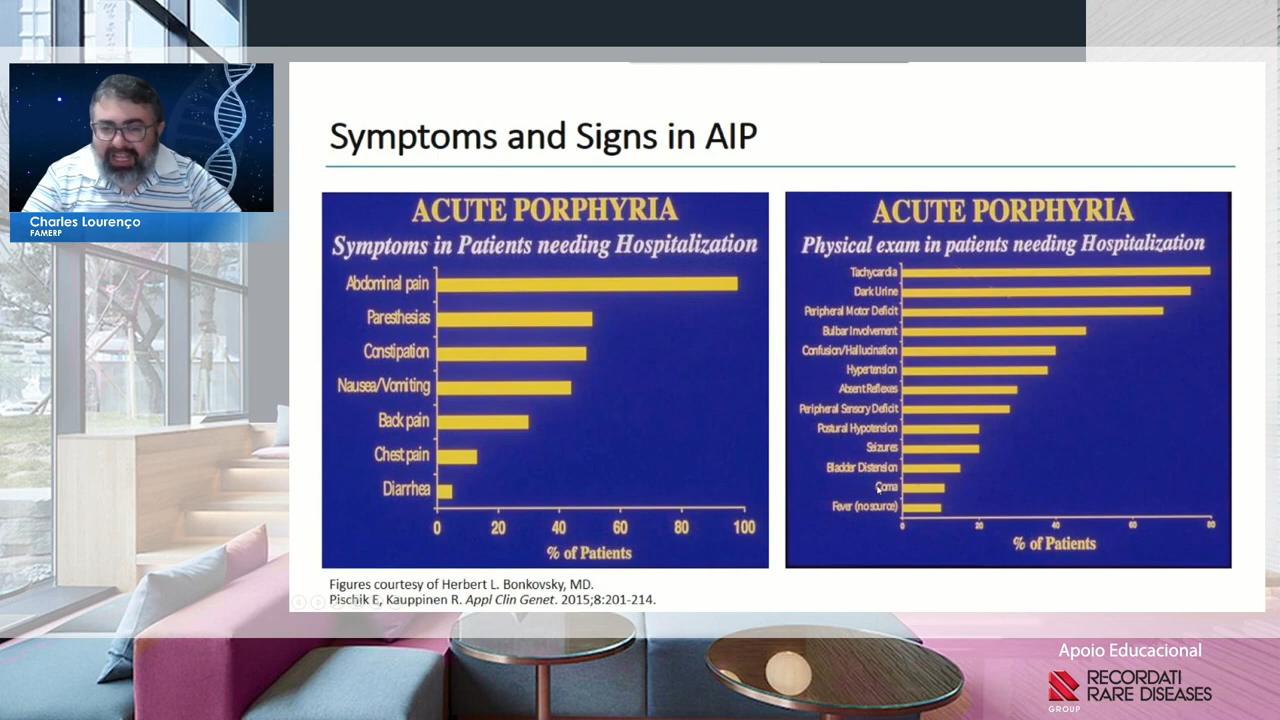 Charles Lourenço
FAMERP
Symptoms and Signs in AIP
ACUTE PORPHYRIA
Symptoms in Patients needing Hospitalization
Abdominal pain
Paresthesias
Constipation
Nausea/Vomiting
Back pain
Chest pain
Diarrhea
0 20 40 60 80 100
% of Patients
ACUTE PORPHYRIA
Physical exam in patients needing Hospitalization
Tachycardia
Dark Urine
Peripheral Motor Deficit
Bulbar Involvement
Confusion/Hallucination
Hypertension
Absent Reflexes
Peripheral Sensory Deficit
Postural Hypotension
Seizures
Bladder Distension
Coma
Fever (no source)
0 20 40 60 80
% of Patients
Figures courtesy of Herbert L. Bonkovsky, MD.
Pischik E, Kauppinen R. Appl Clin Genet. 2015;8:201-214.
Apoio Educacional
RECORDATI
RARE DISEASES
GROUP